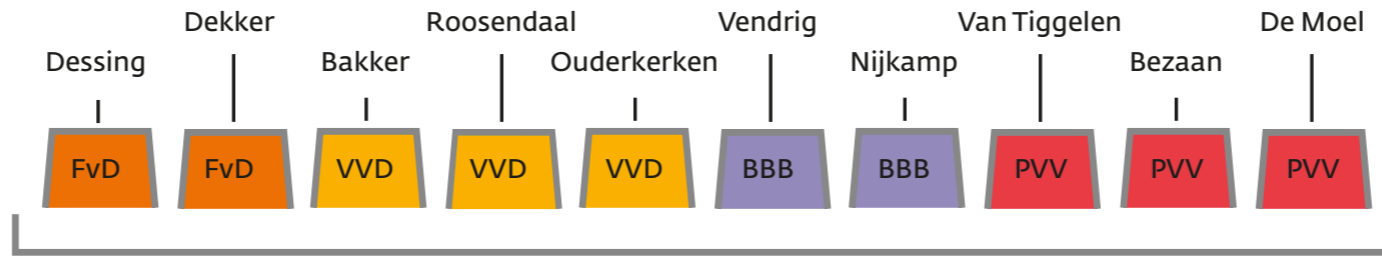 Dekker Roosendaal Vendrig Van Tiggelen De Moel
Dessing Bakker Ouderkerken Nijkamp Bezaan
FvD FvD VVD VVD VVD BBB BBB PVV PVV PVV